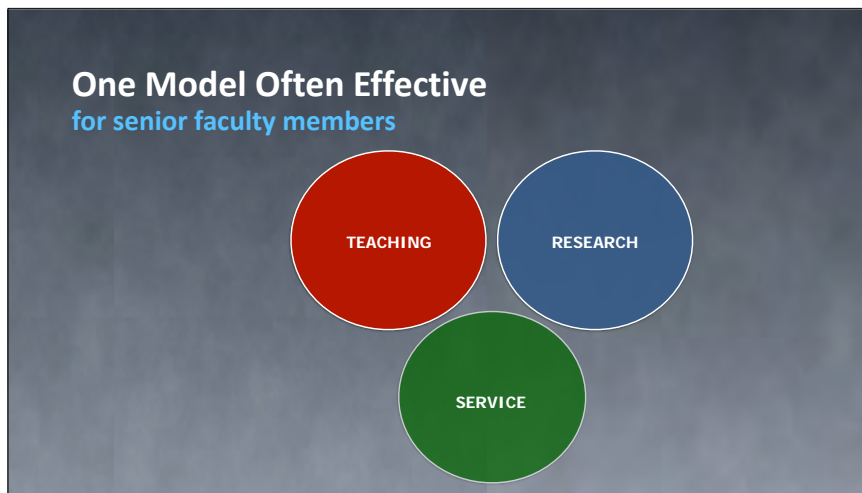 One Model Often Effective
for senior faculty members
TEACHING
RESEARCH
SERVICE